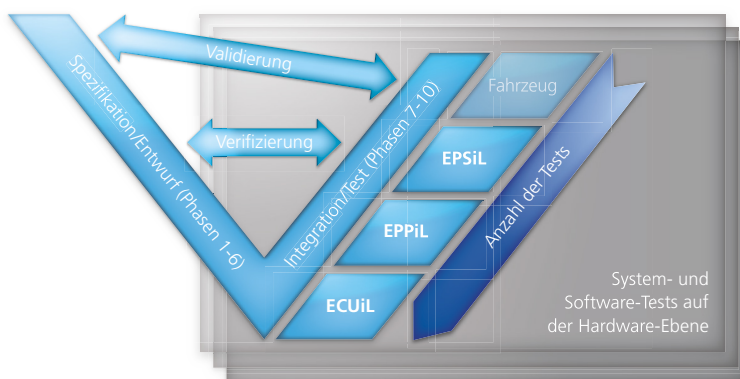 Validierung
Spezifikation/Entwurf (Phasen 1-6)
Verifizierung
Integration/Test (Phasen 7-10)
Fahrzeug
EPSiL
EPPiL
ECUiL
Anzahl der Tests
System- und
Software-Tests auf
der Hardware-Ebene